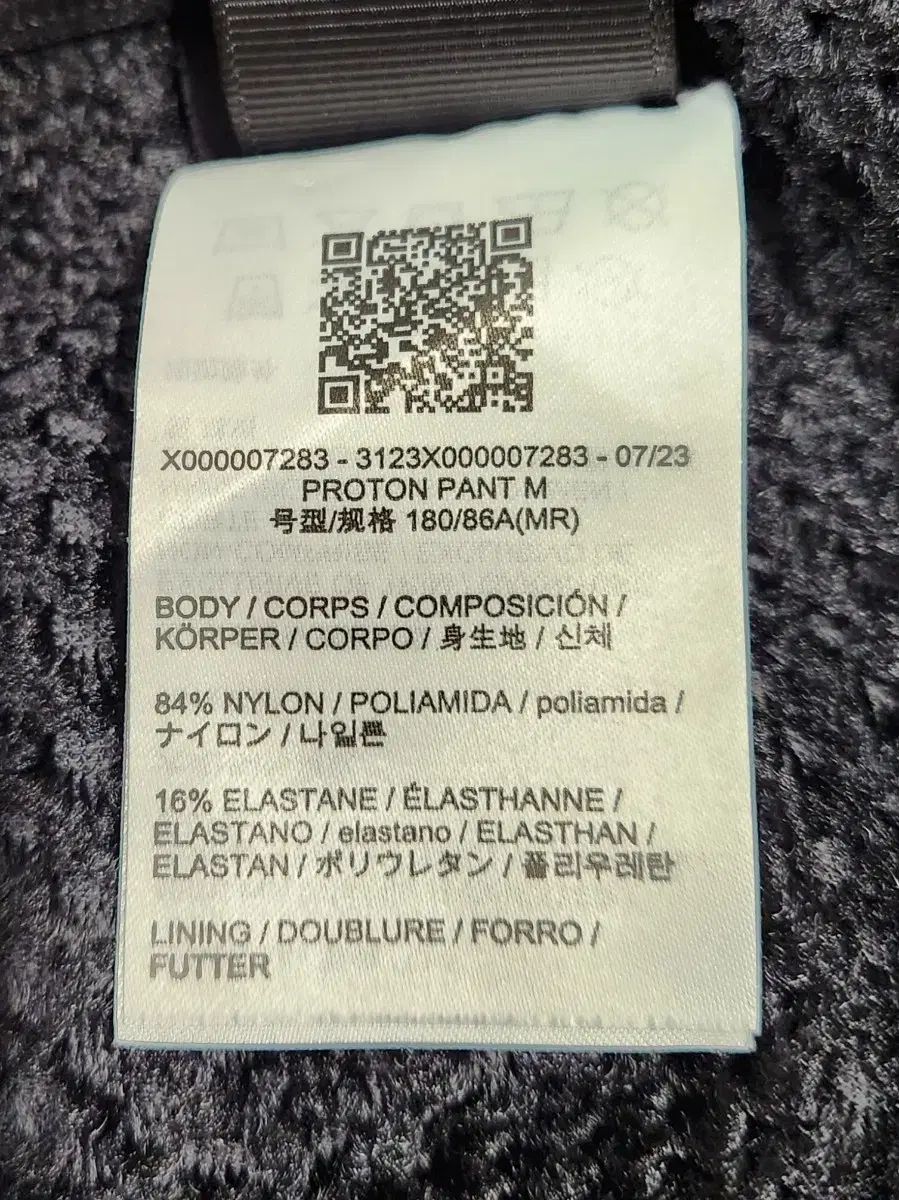 X000007283 - 3123X000007283 - 07/23
PROTON PANT M
号型/规格 180/86A(MR)
BODY / CORPS / COMPOSICIÓN /
KÖRPER / CORPO / 身生地 / 신체
84% NYLON / POLIAMIDA / poliamida /
ナイロン / 나일론
16% ELASTANE / ÉLASTHANNE /
ELASTANO / elastano / ELASTHAN /
ELASTAN / ポリウレタン / 폴리우레탄
LINING / DOUBLURE / FORRO /
FUTTER